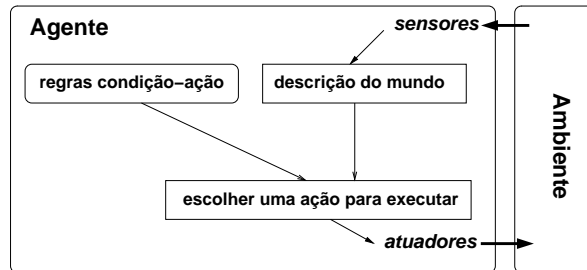 Agente
sensores
regras condição−ação
descrição do mundo
Ambiente
escolher uma ação para executar
atuadores